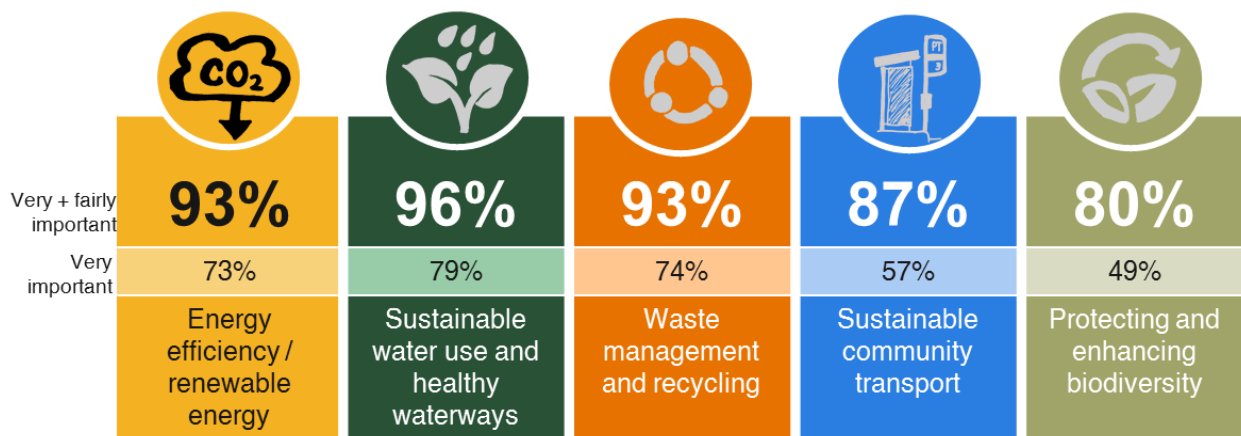 CO2
PT
3
Very + fairly
important
93%
96%
93%
87%
80%
Very
important
73%
79%
74%
57%
49%
Energy
efficiency /
renewable
energy
Sustainable
water use and
healthy
waterways
Waste
management
and recycling
Sustainable
community
transport
Protecting and
enhancing
biodiversity